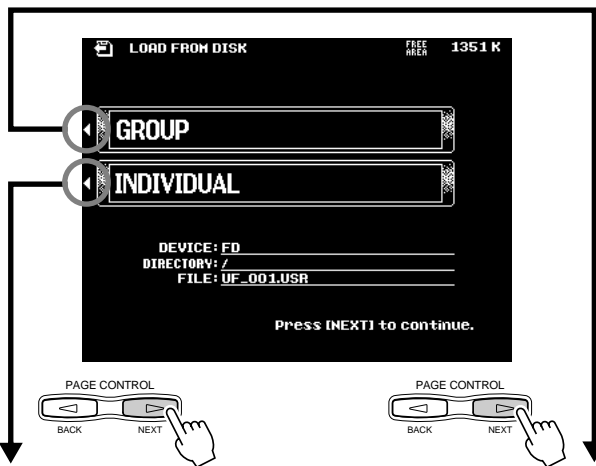 LOAD FROM DISK FREE AREA 1351 K
GROUP
INDIVIDUAL
DEVICE: FD
DIRECTORY: /
FILE: UF_001.USR
Press [NEXT] to continue.
PAGE CONTROL
BACK NEXT
PAGE CONTROL
BACK NEXT